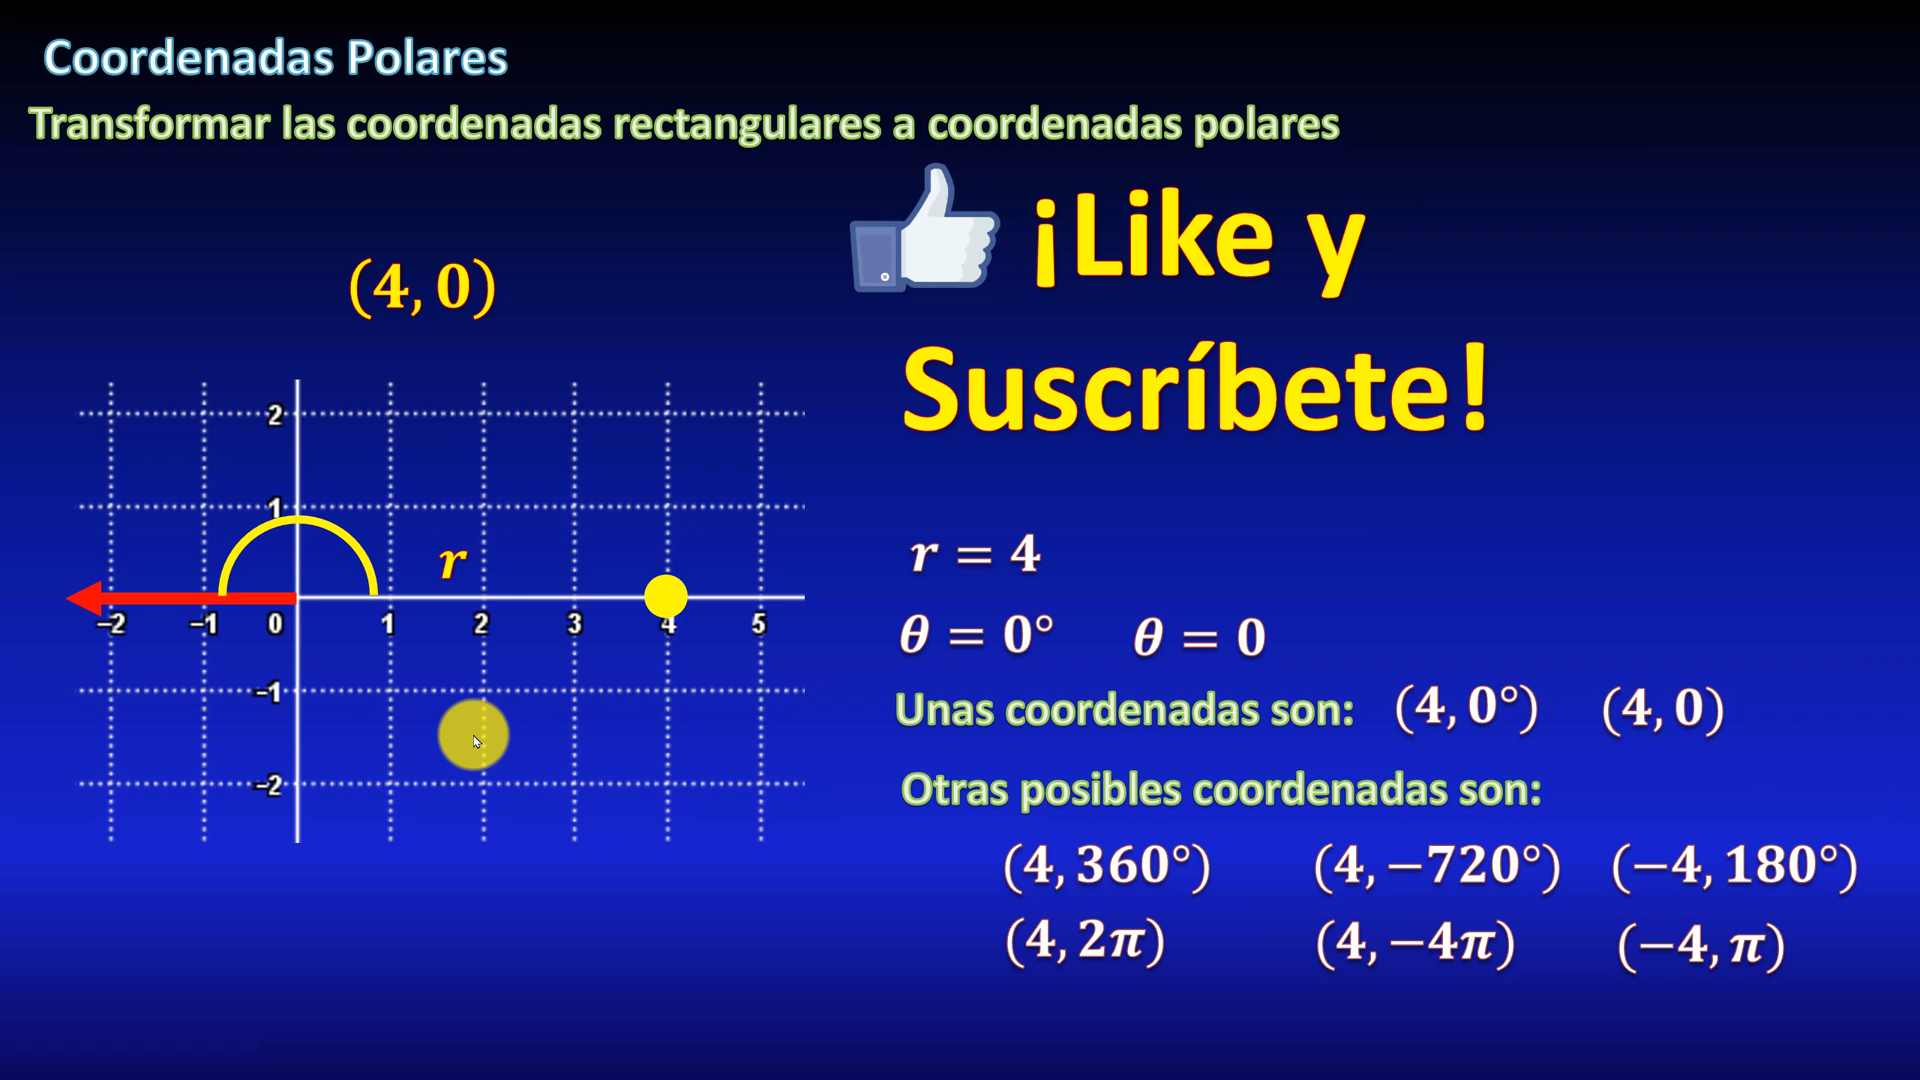 Coordenadas Polares
Transformar las coordenadas rectangulares a coordenadas polares
(4, 0)
¡Like y
Suscríbete!
2
1
r
−2 −1 0 1 2 3 4 5
−1
−2
r = 4
θ = 0° θ = 0
Unas coordenadas son: (4, 0°) (4, 0)
Otras posibles coordenadas son:
(4, 360°) (4, −720°) (−4, 180°)
(4, 2π) (4, −4π) (−4, π)